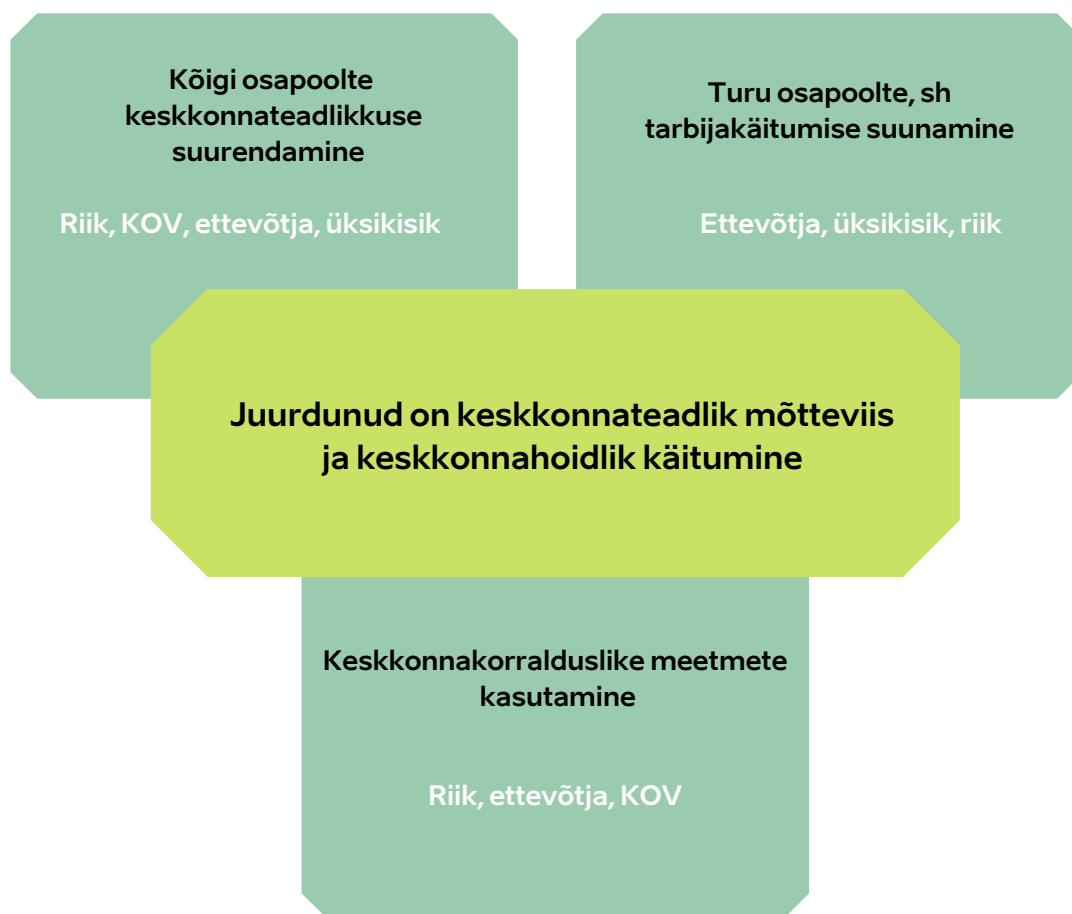 Kõigi osapoolte
keskkonnateadlikkuse
suurendamine
Riik, KOV, ettevõtja, üksikisik
Turu osapoolte, sh
tarbijakäitumise suunamine
Ettevõtja, üksikisik, riik
Juurdunud on keskkonnateadlik mõtteviis
ja keskkonnahoidlik käitumine
Keskkonnakorralduslike meetmete
kasutamine
Riik, ettevõtja, KOV